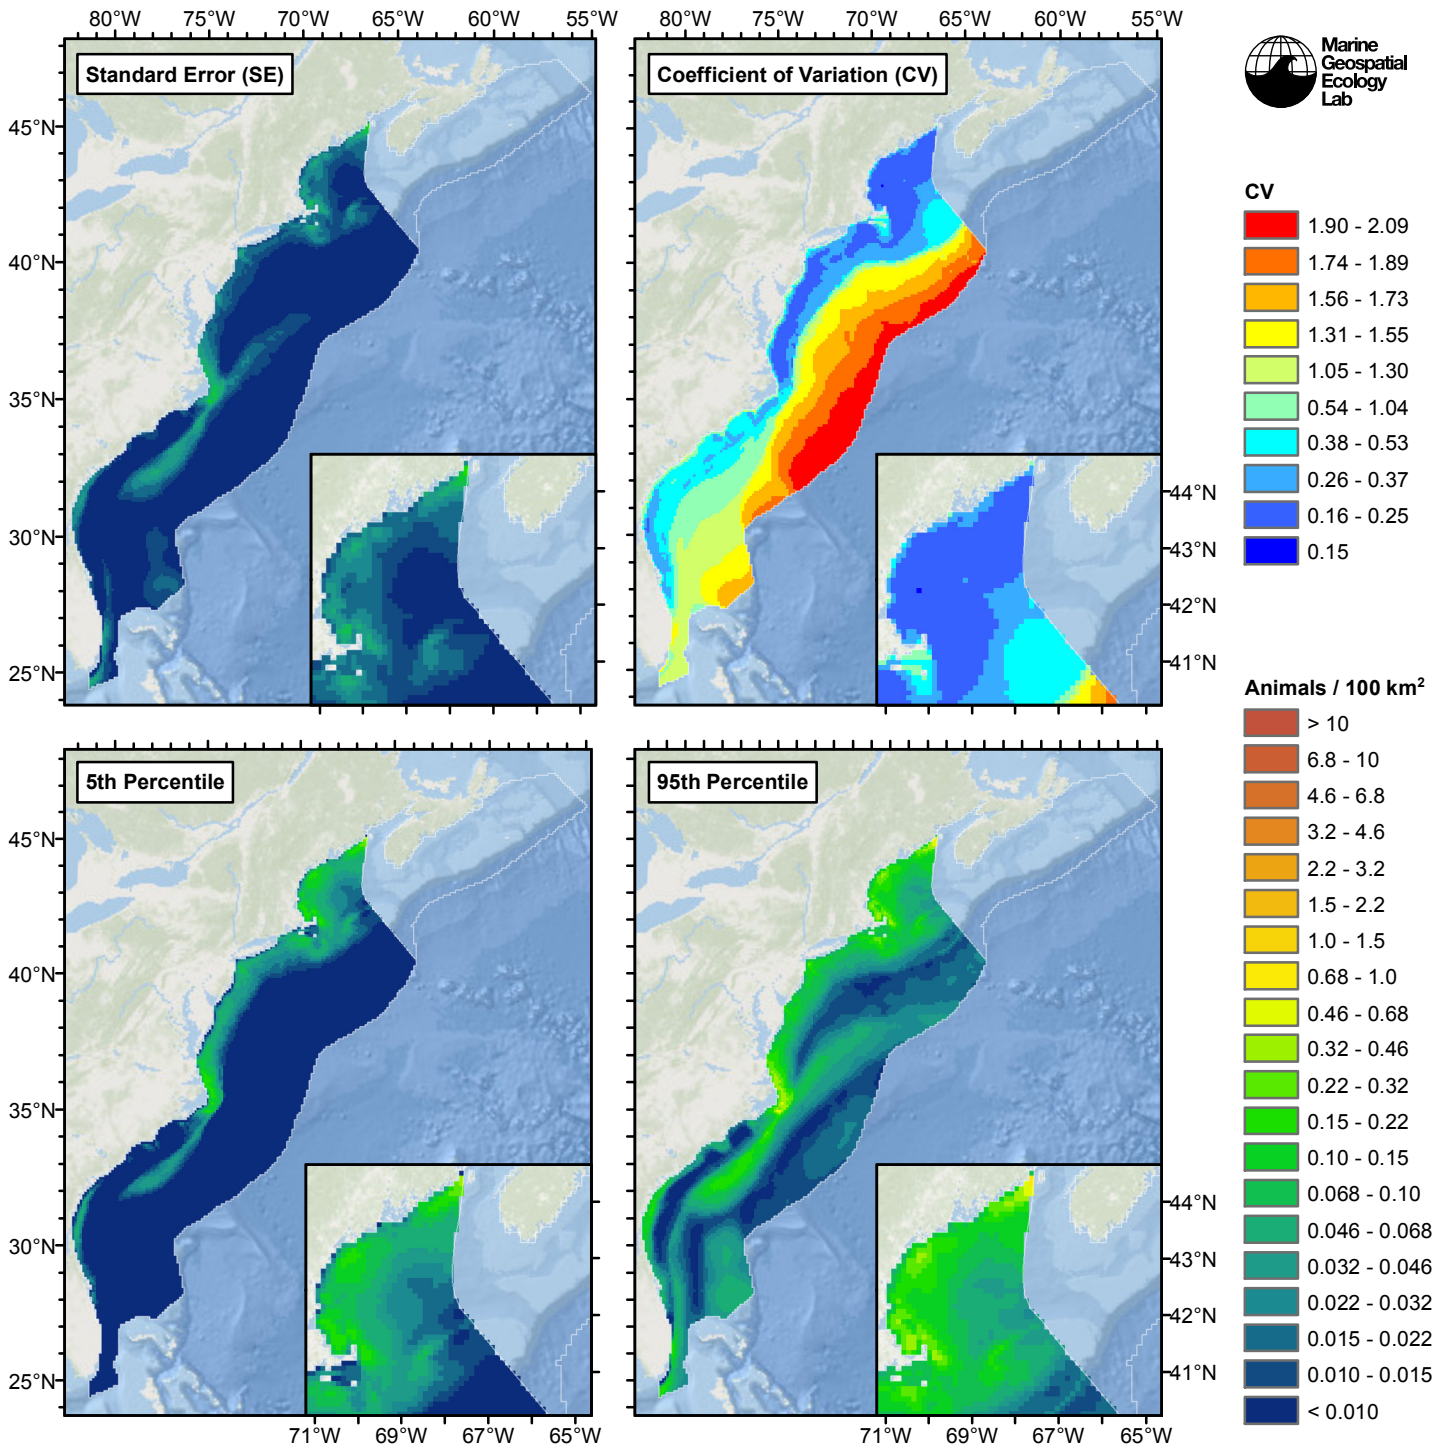 80°W 75°W 70°W 65°W 60°W 55°W
80°W 75°W 70°W 65°W 60°W 55°W
Standard Error (SE)
Coefficient of Variation (CV)
Marine
Geospatial
Ecology
Lab
45°N
40°N
35°N
30°N
25°N
44°N
43°N
42°N
41°N
CV
1.90 - 2.09
1.74 - 1.89
1.56 - 1.73
1.31 - 1.55
1.05 - 1.30
0.54 - 1.04
0.38 - 0.53
0.26 - 0.37
0.16 - 0.25
0.15
5th Percentile
95th Percentile
45°N
40°N
35°N
30°N
25°N
44°N
43°N
42°N
41°N
71°W 69°W 67°W 65°W
71°W 69°W 67°W 65°W
Animals / 100 km²
> 10
6.8 - 10
4.6 - 6.8
3.2 - 4.6
2.2 - 3.2
1.5 - 2.2
1.0 - 1.5
0.68 - 1.0
0.46 - 0.68
0.32 - 0.46
0.22 - 0.32
0.15 - 0.22
0.10 - 0.15
0.068 - 0.10
0.046 - 0.068
0.032 - 0.046
0.022 - 0.032
0.015 - 0.022
0.010 - 0.015
< 0.010